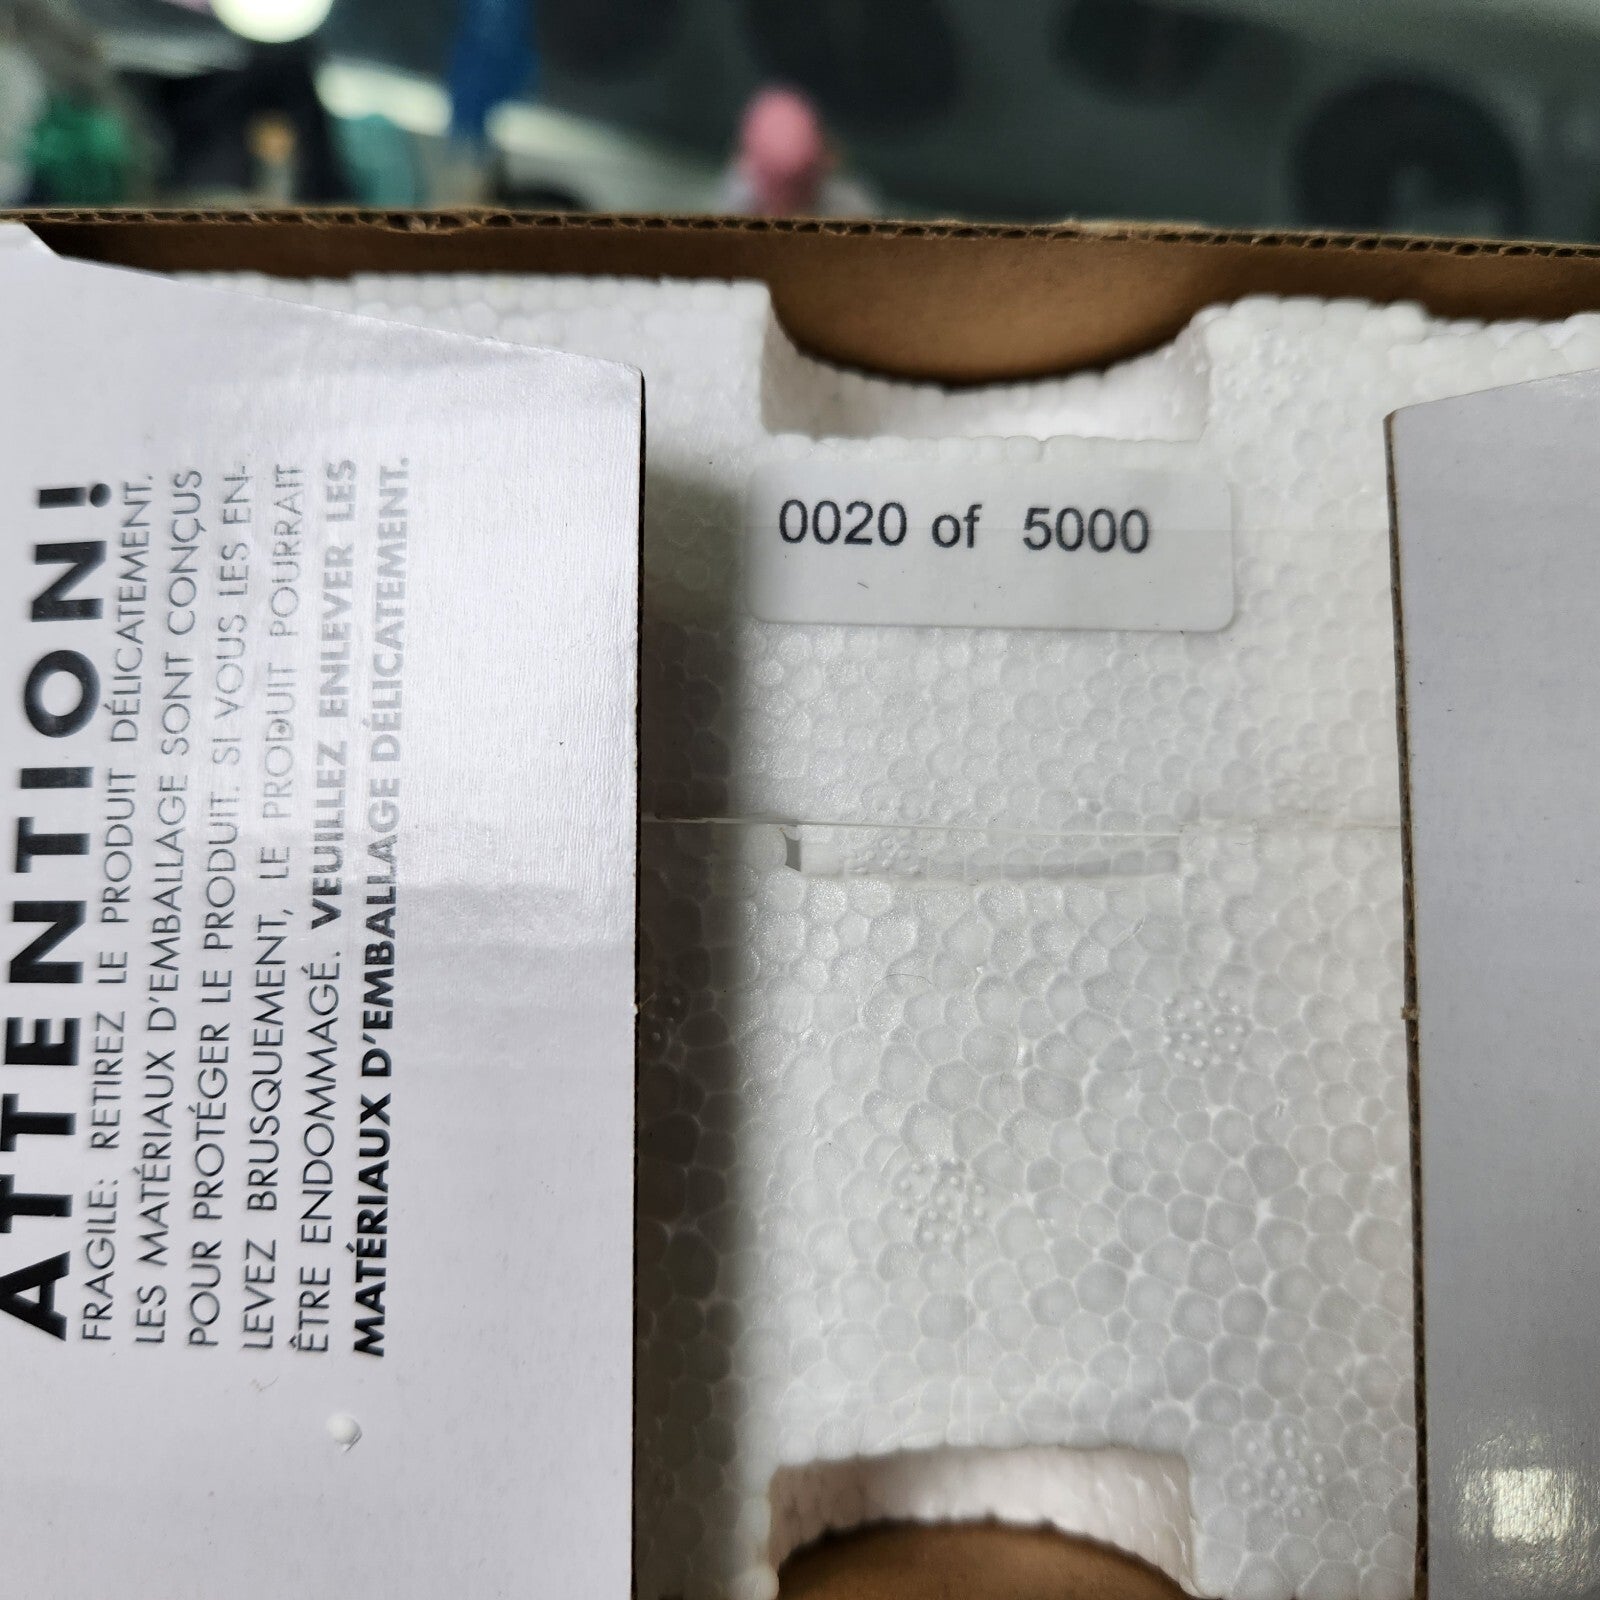 ATTENTION!
FRAGILE: RETIREZ LE PRODUIT DÉLICATEMENT.
LES MATÉRIAUX D'EMBALLAGE SONT CONÇUS
POUR PROTÉGER LE PRODUIT. SI VOUS LES EN-
LEVEZ BRUSQUEMENT, LE PRODUIT POURRAIT
ÊTRE ENDOMMAGÉ. VEUILLEZ ENLEVER LES
MATÉRIAUX D'EMBALLAGE DÉLICATEMENT.
0020 of 5000